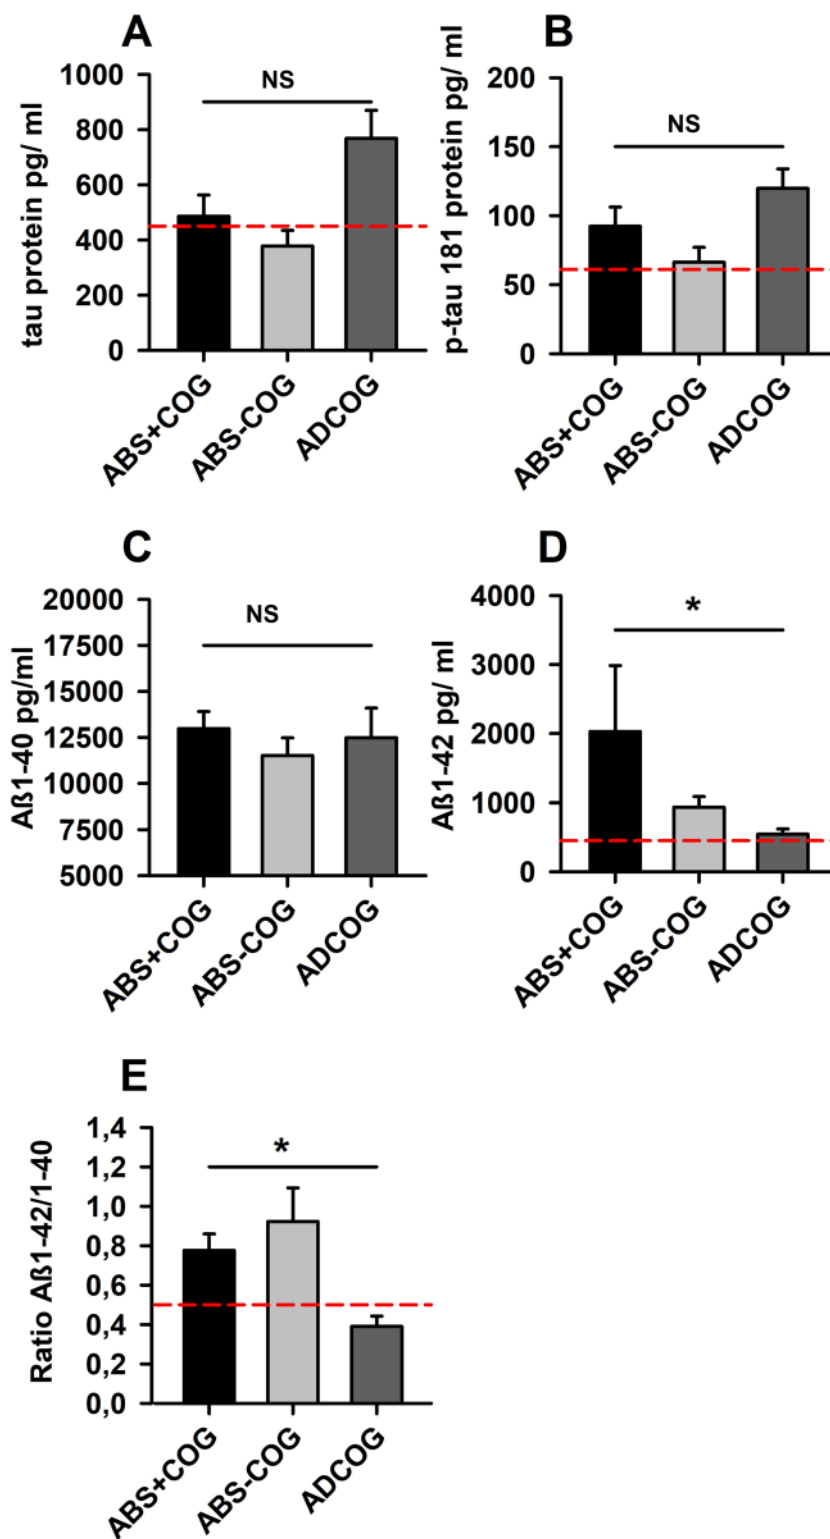 A
tau protein pg/ ml
1000
800
600
400
200
0
NS
ABS+COG
ABS-COG
ADCOG
B
p-tau 181 protein pg/ ml
200
150
100
50
0
NS
ABS+COG
ABS-COG
ADCOG
C
Aß1-40 pg/ml
20000
17500
15000
12500
10000
7500
5000
NS
ABS+COG
ABS-COG
ADCOG
D
Aß1-42 pg/ ml
4000
3000
2000
1000
0
*
ABS+COG
ABS-COG
ADCOG
E
Ratio Aß1-42/1-40
1,4
1,2
1,0
0,8
0,6
0,4
0,2
0,0
*
ABS+COG
ABS-COG
ADCOG